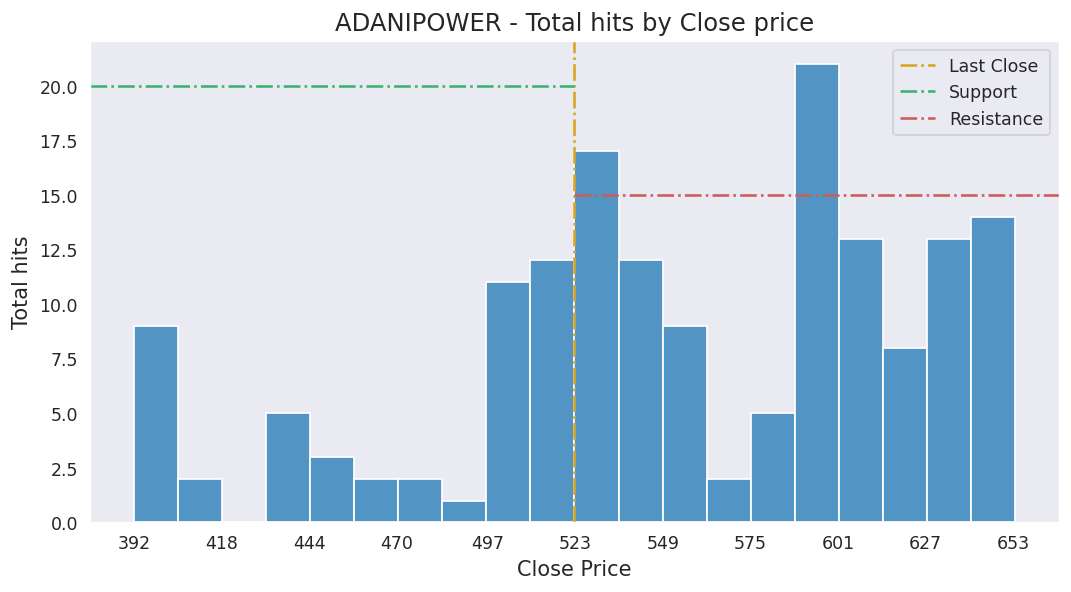 ADANIPOWER - Total hits by Close price
Last Close
Support
Resistance
Total hits
20.0
17.5
15.0
12.5
10.0
7.5
5.0
2.5
0.0
392 418 444 470 497 523 549 575 601 627 653
Close Price